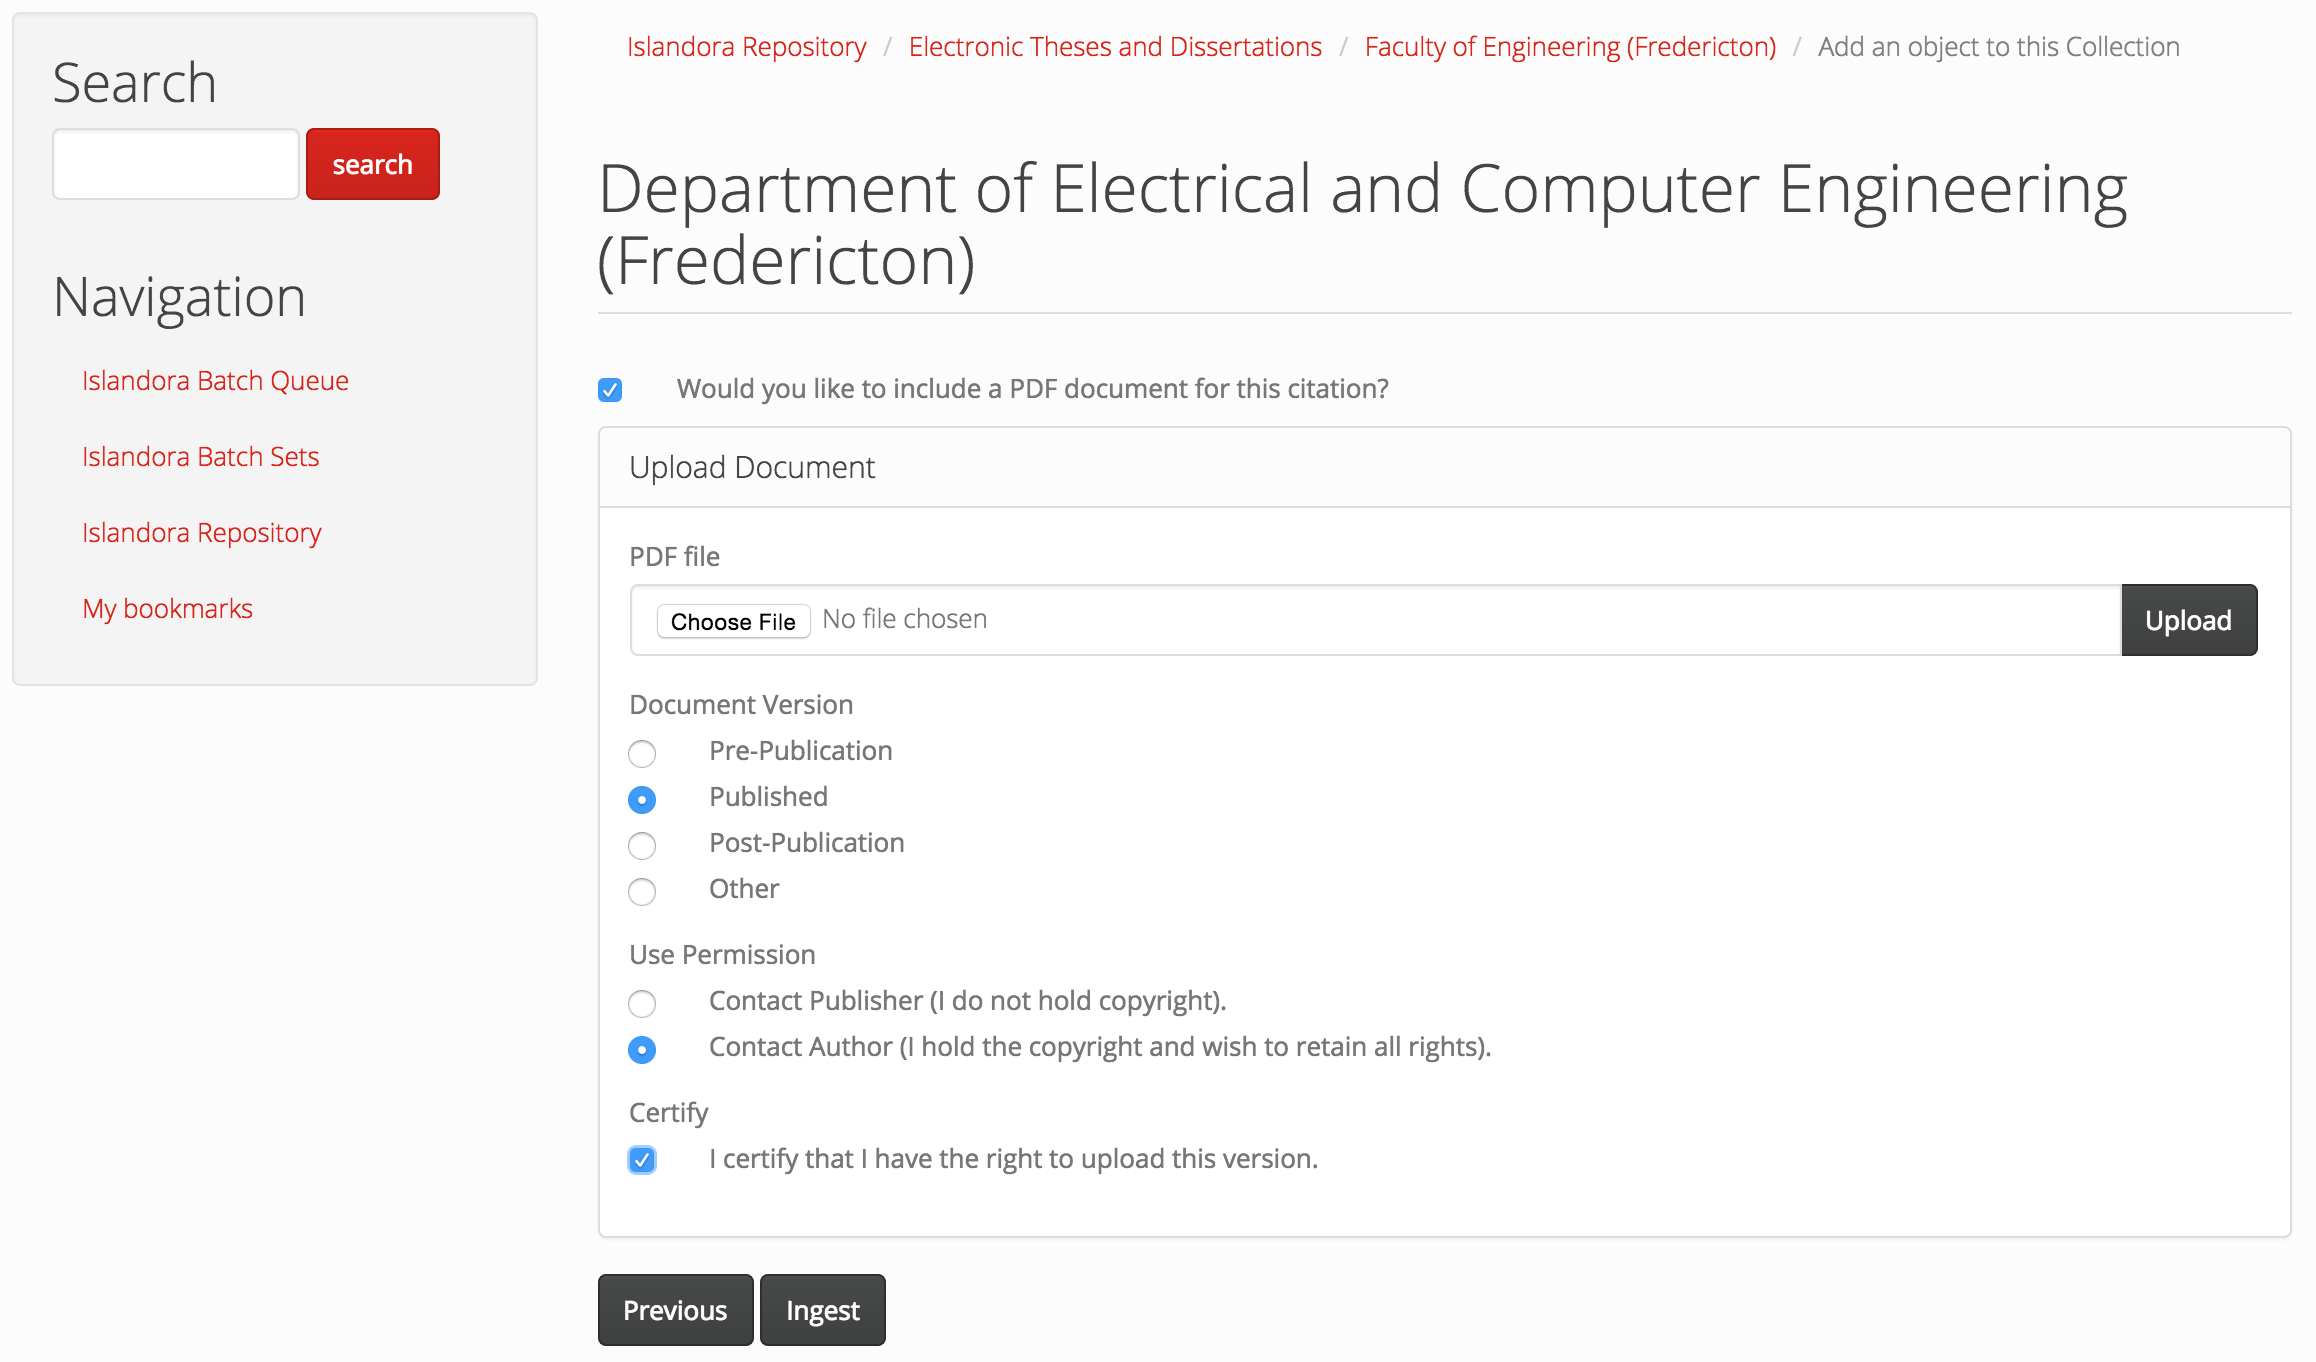 Search
search
Navigation
Islandora Batch Queue
Islandora Batch Sets
Islandora Repository
My bookmarks
Islandora Repository / Electronic Theses and Dissertations / Faculty of Engineering (Fredericton) / Add an object to this Collection
Department of Electrical and Computer Engineering
(Fredericton)
Would you like to include a PDF document for this citation?
Upload Document
PDF file
Choose File No file chosen Upload
Document Version
Pre-Publication
Published
Post-Publication
Other
Use Permission
Contact Publisher (I do not hold copyright).
Contact Author (I hold the copyright and wish to retain all rights).
Certify
I certify that I have the right to upload this version.
Previous Ingest